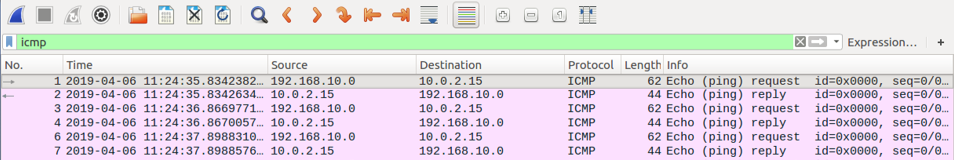 icmp Expression… +
No. Time Source Destination Protocol Length Info
1 2019-04-06 11:24:35.8342382… 192.168.10.0 10.0.2.15 ICMP 62 Echo (ping) request id=0x0000, seq=0/0…
2 2019-04-06 11:24:35.8342634… 10.0.2.15 192.168.10.0 ICMP 44 Echo (ping) reply id=0x0000, seq=0/0…
3 2019-04-06 11:24:36.8669771… 192.168.10.0 10.0.2.15 ICMP 62 Echo (ping) request id=0x0000, seq=0/0…
4 2019-04-06 11:24:36.8670057… 10.0.2.15 192.168.10.0 ICMP 44 Echo (ping) reply id=0x0000, seq=0/0…
6 2019-04-06 11:24:37.8988310… 192.168.10.0 10.0.2.15 ICMP 62 Echo (ping) request id=0x0000, seq=0/0…
7 2019-04-06 11:24:37.8988576… 10.0.2.15 192.168.10.0 ICMP 44 Echo (ping) reply id=0x0000, seq=0/0…